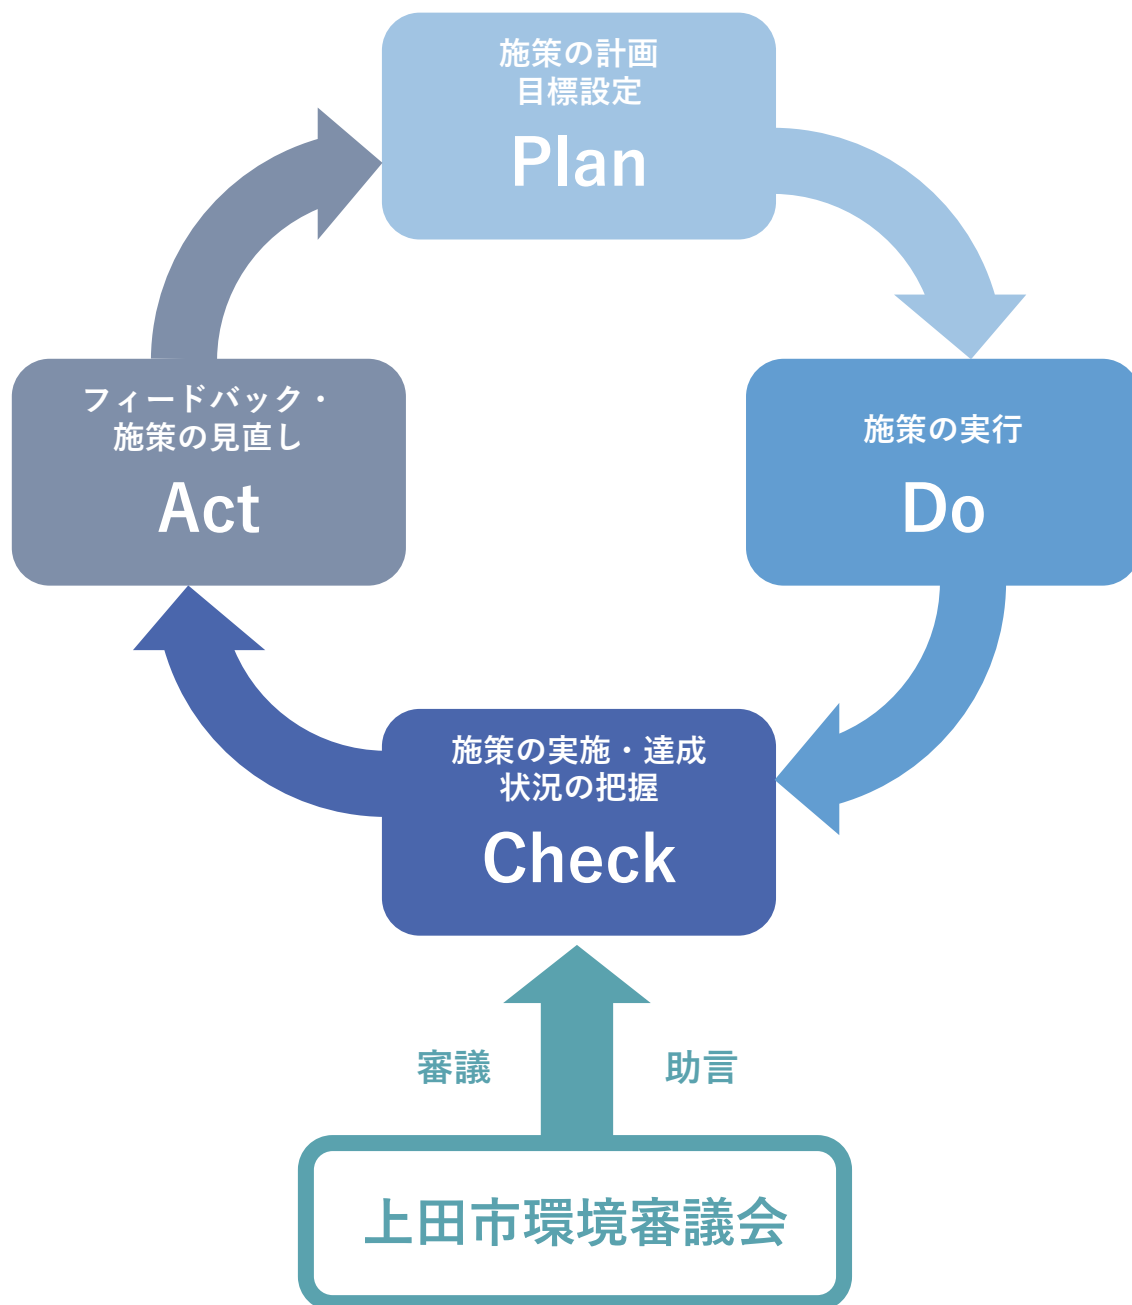 施策の計画
目標設定
Plan
フィードバック・
施策の見直し
Act
施策の実行
Do
施策の実施・達成
状況の把握
Check
審議
助言
上田市環境審議会